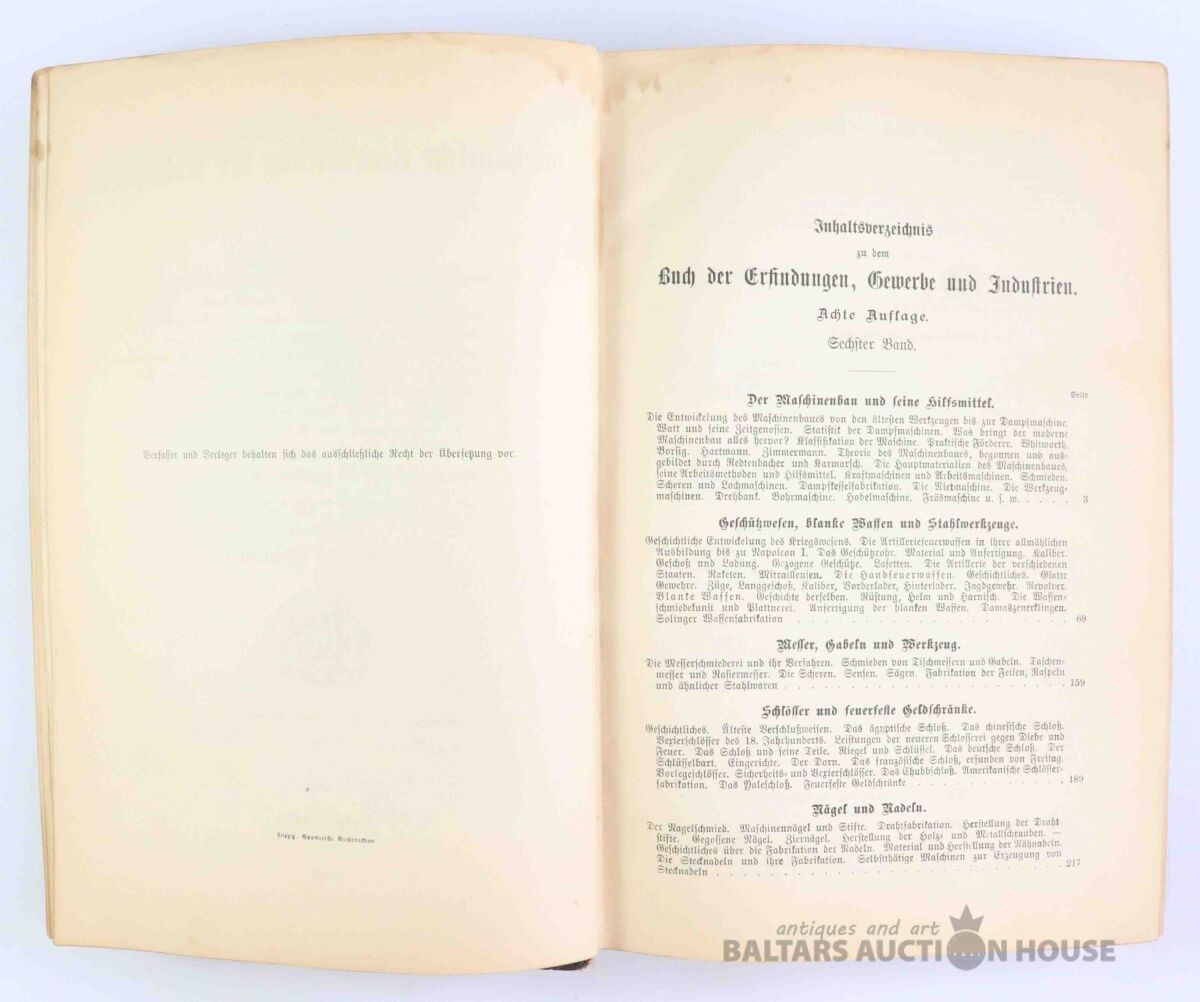 Verfasser und Verleger behalten sich das ausschließliche Recht der Übersetzung vor.
Leipzig. Spamersche Buchdruckerei
Inhaltsverzeichnis
zu dem
Buch der Erfindungen, Gewerbe und Industrien.
Achte Auflage.
Sechster Band.
Seite
Der Maschinenbau und seine Hilfsmittel.
Die Entwickelung des Maschinenbaues von den ältesten Werkzeugen bis zur Dampfmaschine.
Watt und seine Zeitgenossen. Statistik der Dampfmaschinen. Was bringt der moderne
Maschinenbau alles hervor? Klassifikation der Maschine. Praktische Förderer. Whitworth.
Borsig. Hartmann. Zimmermann. Theorie des Maschinenbaues, begonnen und aus-
gebildet durch Redtenbacher und Karmarsch. Die Hauptmaterialien des Maschinenbaues,
seine Arbeitsmethoden und Hilfsmittel. Kraftmaschinen und Arbeitsmaschinen. Schmieden.
Scheren und Lochmaschinen. Dampfkesselfabrikation. Die Nietmaschine. Die Werkzeug-
maschinen. Drehbank. Bohrmaschine. Hobelmaschine. Fräsmaschine u. s. w. . . . . 3
Geschützwesen, blanke Waffen und Stahlwerkzeuge.
Geschichtliche Entwickelung des Kriegswesens. Die Artilleriefeuerwaffen in ihrer allmählichen
Ausbildung bis zu Napoleon I. Das Geschützrohr. Material und Anfertigung. Kaliber.
Geschoß und Ladung. Gezogene Geschütze. Lafetten. Die Artillerie der verschiedenen
Staaten. Raketen. Mitrailleusen. Die Handfeuerwaffen. Geschichtliches. Glatte
Gewehre. Züge, Langgeschoß, Kaliber, Vorderlader, Hinterlader. Jagdgewehr. Revolver.
Blanke Waffen. Geschichte derselben. Rüstung, Helm und Harnisch. Die Waffen-
schmiedekunst und Plattnerei. Anfertigung der blanken Waffen. Damaszenerklingen.
Solinger Waffenfabrikation . . . . . . . . . . . . . . . . . . . . 69
Messer, Gabeln und Werkzeug.
Die Messerschmiederei und ihr Verfahren. Schmieden von Tischmessern und Gabeln. Taschen-
messer und Rasiermesser. Die Scheren. Sensen. Sägen. Fabrikation der Feilen, Raspeln
und ähnlicher Stahlwaren . . . . . . . . . . . . . . . . . . . . 159
Schlösser und feuerfeste Geldschränke.
Geschichtliches. Älteste Verschlußweisen. Das ägyptische Schloß. Das chinesische Schloß.
Vexierschlösser des 18. Jahrhunderts. Leistungen der neueren Schlosserei gegen Diebe und
Feuer. Das Schloß und seine Teile. Riegel und Schlüssel. Das deutsche Schloß. Der
Schlüsselbart. Eingerichte. Der Dorn. Das französische Schloß, erfunden von Freitag.
Vorlegeschlösser. Sicherheits- und Vexierschlösser. Das Chubbschloß. Amerikanische Schlösser-
fabrikation. Das Yaleschloß. Feuerfeste Geldschränke . . . . . . . . . . . 189
Nägel und Nadeln.
Der Nagelschmied. Maschinennägel und Stifte. Drahtfabrikation. Herstellung der Draht
stifte. Gegossene Nägel. Ziernägel. Herstellung der Holz- und Metallschrauben. —
Geschichtliches über die Fabrikation der Nadeln. Material und Herstellung der Nähnadeln.
Die Stecknadeln und ihre Fabrikation. Selbstthätige Maschinen zur Erzeugung von
Stecknadeln . . . . . . . . . . . . . . . . . . . . . . . . 217
antiques and art
BALTARS AUCTION HOUSE